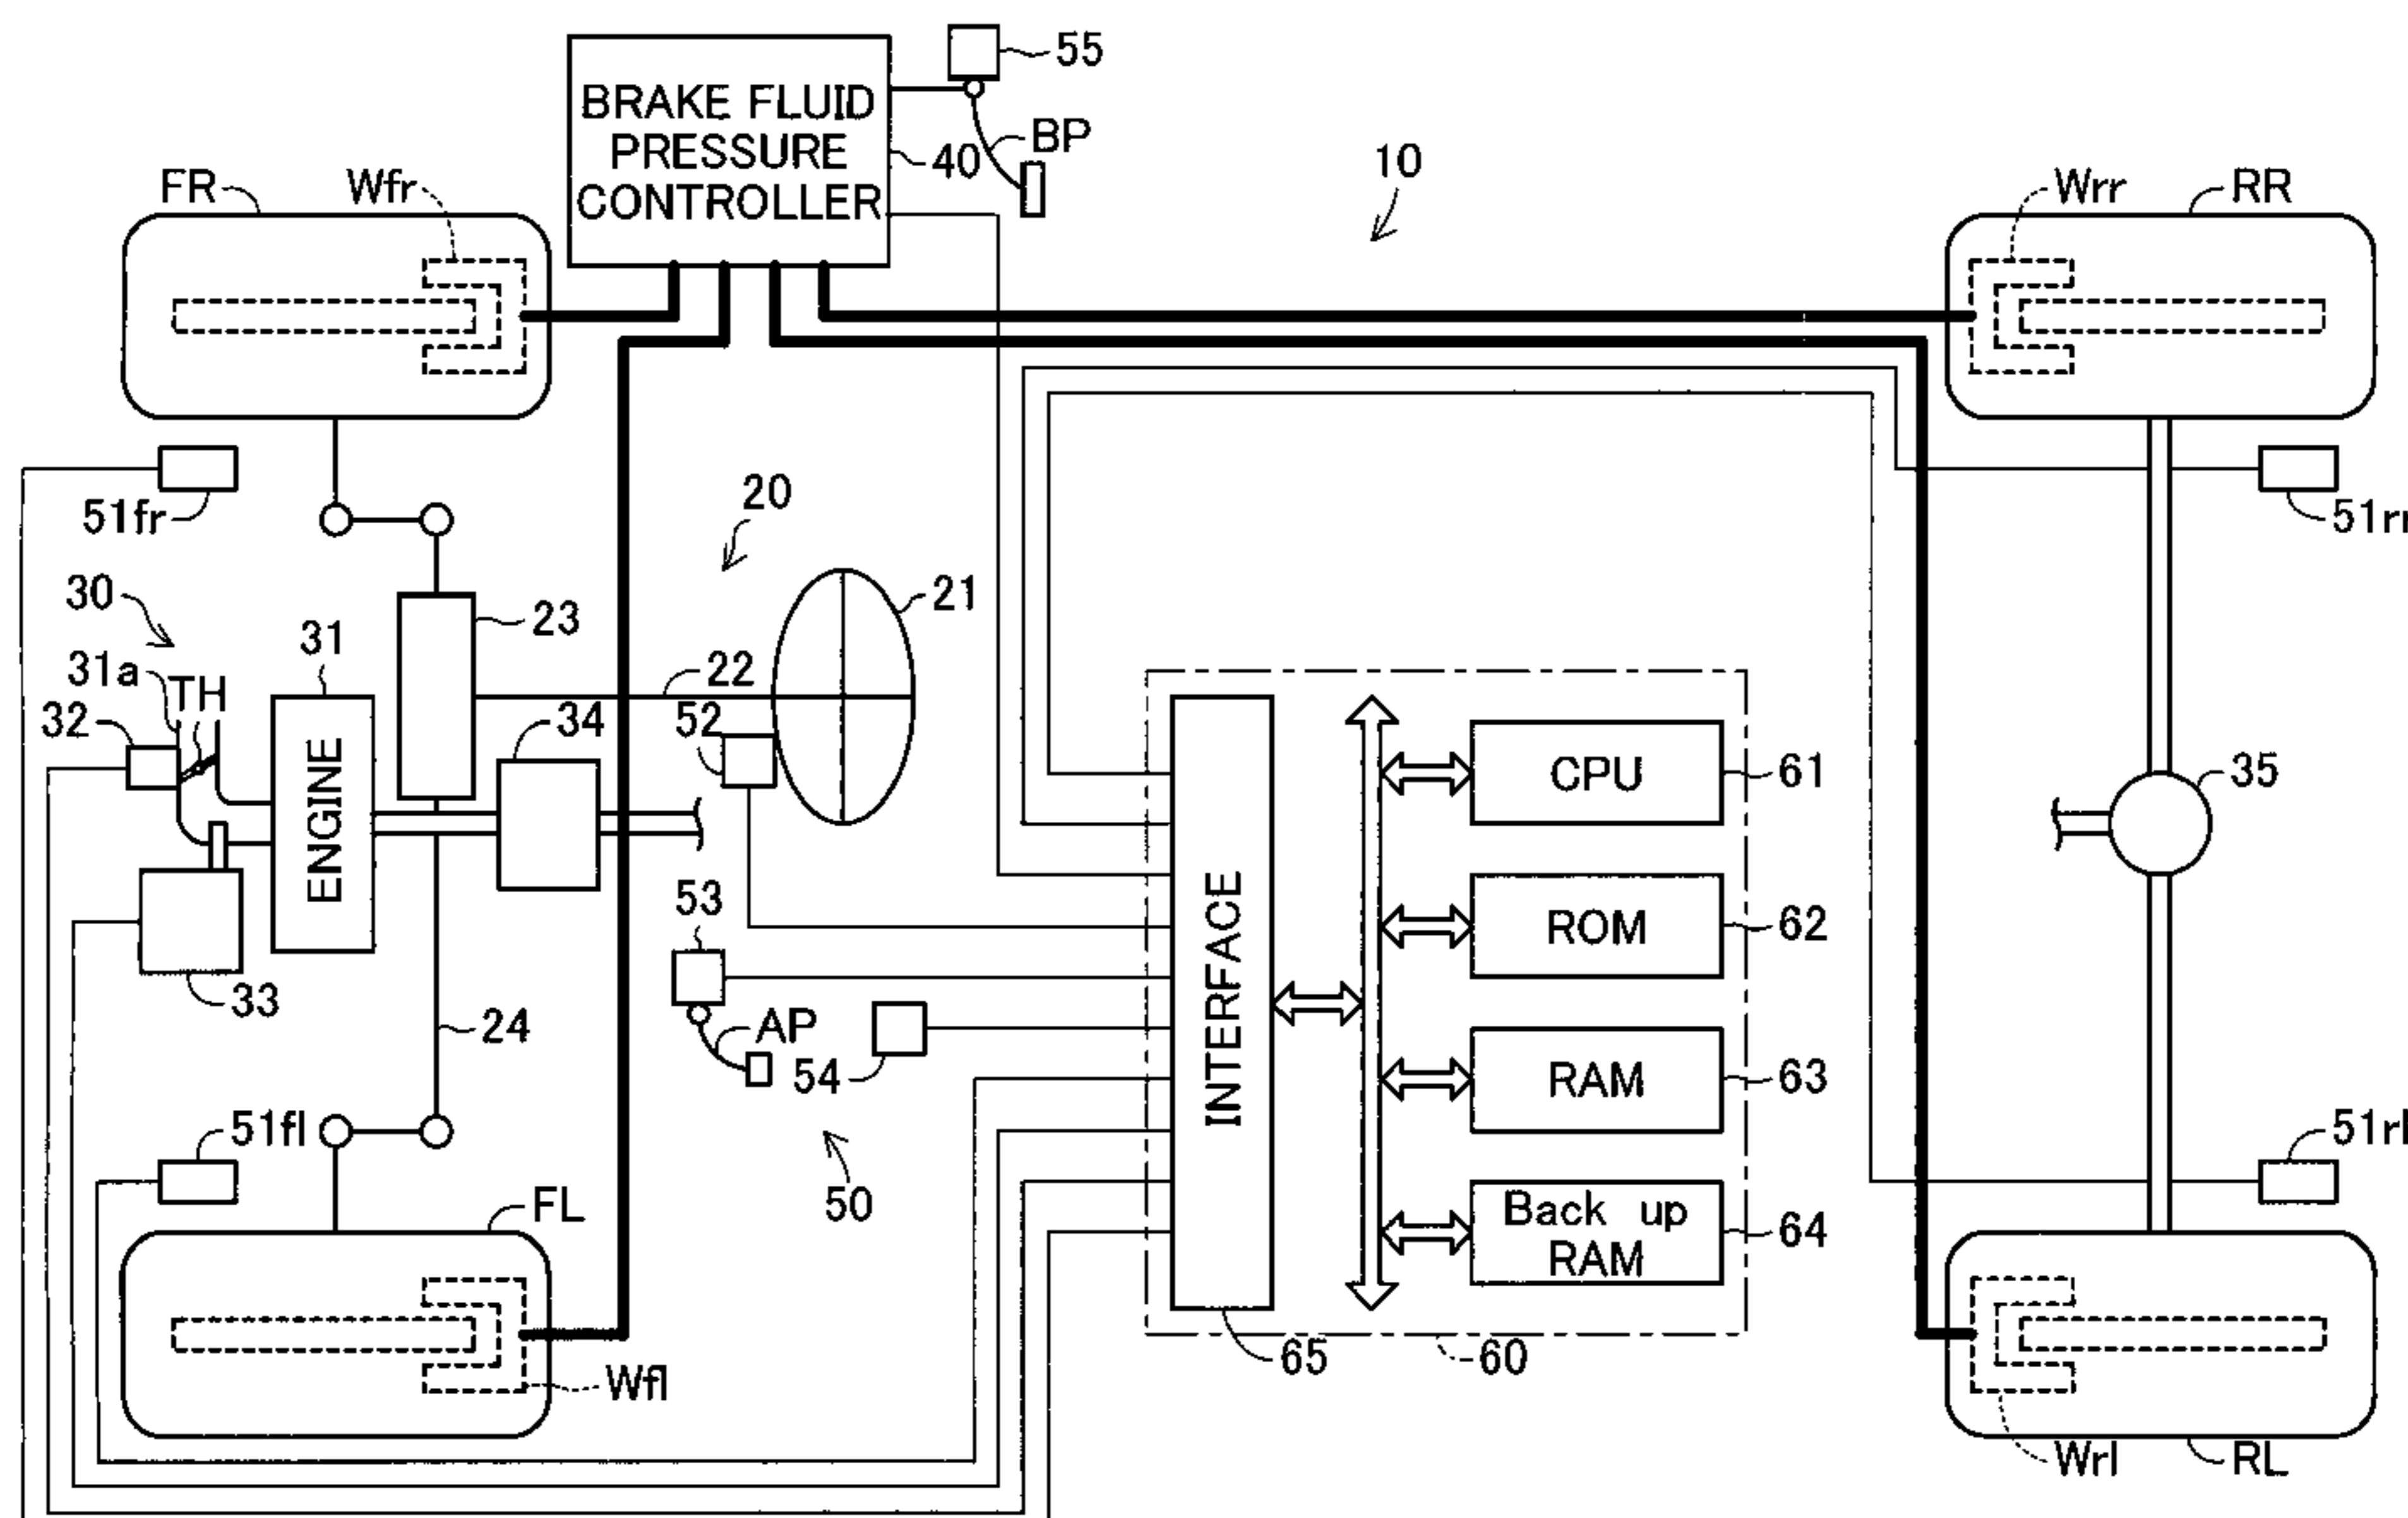 55
BRAKE FLUID
PRESSURE
CONTROLLER
40
BP
10
FR
Wfr
Wrr
RR
51fr
51rr
20
21
30
31
23
31a
TH
22
32
34
52
ENGINE
CPU
61
35
53
33
ROM
62
INTERFACE
24
AP
54
RAM
63
51fl
51rl
50
FL
Back up
RAM
64
65
60
Wfl
Wrl
RL